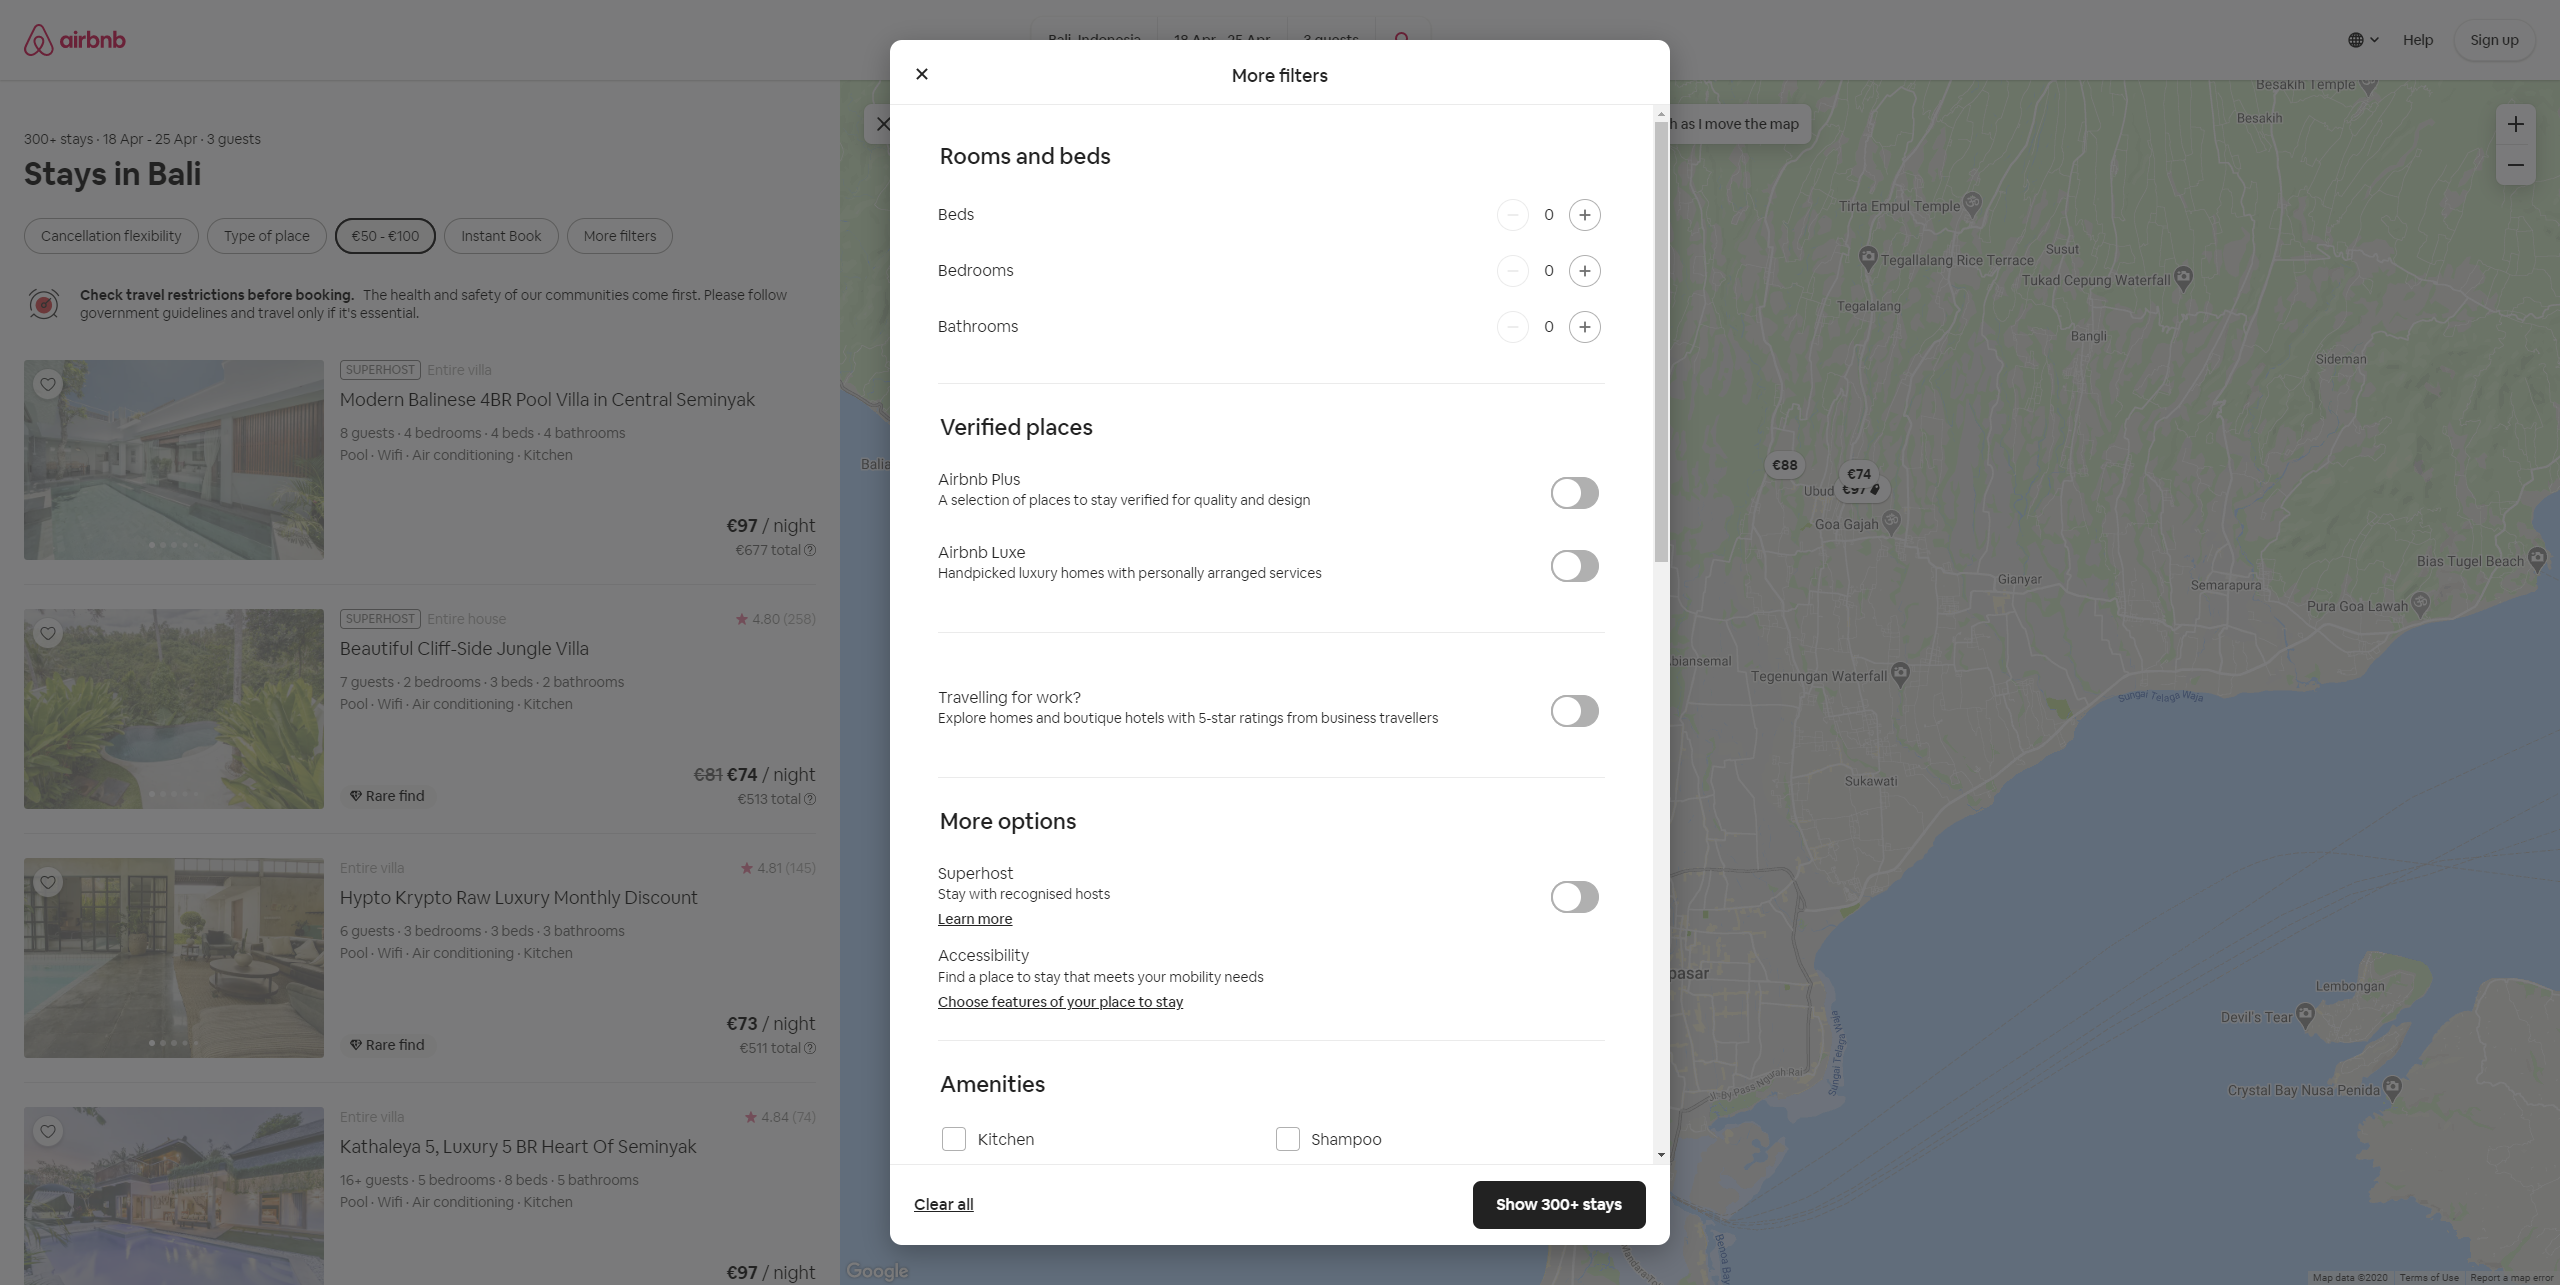 airbnb
Bali, Indonesia
18 Apr - 25 Apr
3 guests
Help
Sign up
300+ stays · 18 Apr - 25 Apr · 3 guests
Stays in Bali
Cancellation flexibility
Type of place
€50 - €100
Instant Book
More filters
Check travel restrictions before booking. The health and safety of our communities come first. Please follow
government guidelines and travel only if it's essential.
SUPERHOST Entire villa
Modern Balinese 4BR Pool Villa in Central Seminyak
8 guests · 4 bedrooms · 4 beds · 4 bathrooms
Pool · Wifi · Air conditioning · Kitchen
€97 / night
€677 total
SUPERHOST Entire house
4.80 (258)
Beautiful Cliff-Side Jungle Villa
7 guests · 2 bedrooms · 3 beds · 2 bathrooms
Pool · Wifi · Air conditioning · Kitchen
€81 €74 / night
Rare find
€513 total
Entire villa
4.81 (145)
Hypto Krypto Raw Luxury Monthly Discount
6 guests · 3 bedrooms · 3 beds · 3 bathrooms
Pool · Wifi · Air conditioning · Kitchen
€73 / night
Rare find
€511 total
Entire villa
4.84 (74)
Kathaleya 5, Luxury 5 BR Heart Of Seminyak
16+ guests · 5 bedrooms · 8 beds · 5 bathrooms
Pool · Wifi · Air conditioning · Kitchen
€97 / night
More filters
Rooms and beds
Beds
0
Bedrooms
0
Bathrooms
0
Verified places
Airbnb Plus
A selection of places to stay verified for quality and design
Airbnb Luxe
Handpicked luxury homes with personally arranged services
Travelling for work?
Explore homes and boutique hotels with 5-star ratings from business travellers
More options
Superhost
Stay with recognised hosts
Learn more
Accessibility
Find a place to stay that meets your mobility needs
Choose features of your place to stay
Amenities
Kitchen
Shampoo
Clear all
Show 300+ stays
h as I move the map
Besakih Temple
Besakih
Tirta Empul Temple
Susut
Tegallalang Rice Terrace
Tukad Cepung Waterfall
Tegalalang
Bangli
Sideman
€88
€74
Ubud
€97
Goa Gajah
Bias Tugel Beach
Gianyar
Semarapura
Pura Goa Lawah
biansemal
Tegenungan Waterfall
Sungai Telaga Waja
Sukawati
pasar
Lembongan
Devil's Tear
Sungai Telaga Waja
Jl. By Pass Ngurah Rai
Crystal Bay Nusa Penida
Google
Map data ©2020
Terms of Use
Report a map error